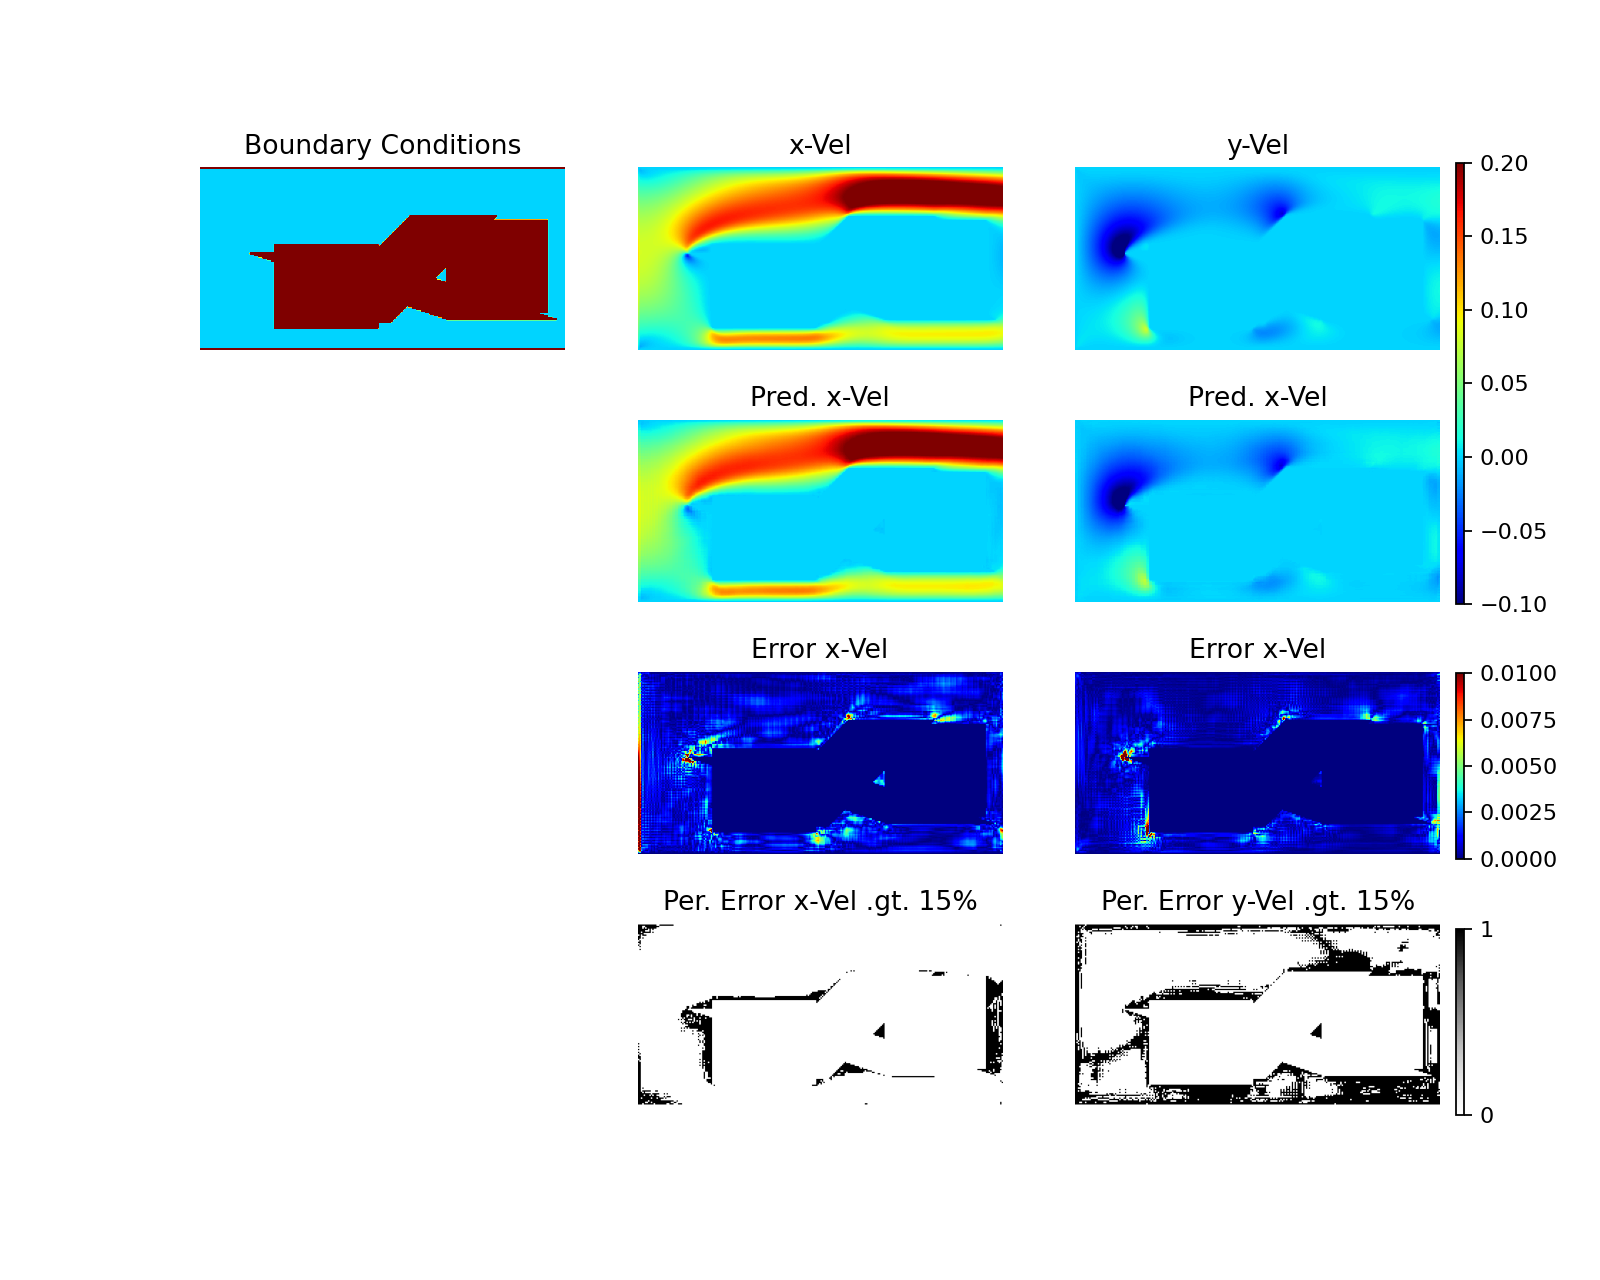 Boundary Conditions
x-Vel
y-Vel
0.20
0.15
0.10
0.05
0.00
−0.05
−0.10
Pred. x-Vel
Pred. x-Vel
Error x-Vel
Error x-Vel
0.0100
0.0075
0.0050
0.0025
0.0000
Per. Error x-Vel .gt. 15%
Per. Error y-Vel .gt. 15%
1
0